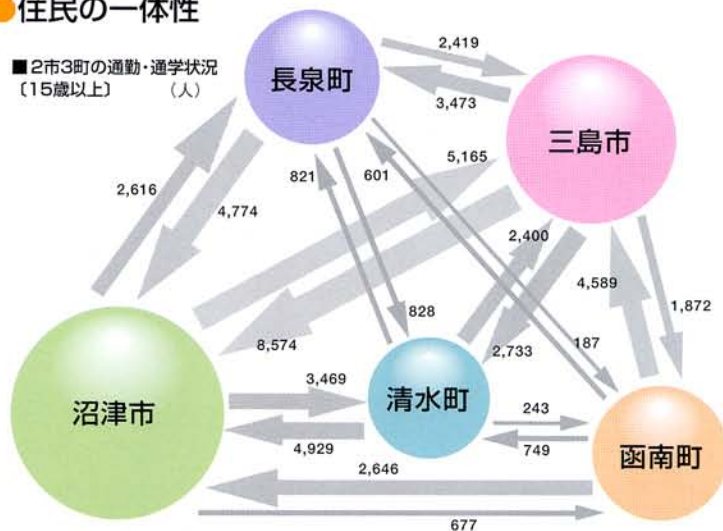 ●住民の一体性
■2市3町の通勤・通学状況
〔15歳以上〕 （人）
長泉町
2,419
3,473
三島市
2,616
4,774
821
601
5,165
2,400
4,589
1,872
8,574
828
2,733
187
沼津市
3,469
4,929
清水町
243
749
函南町
2,646
677